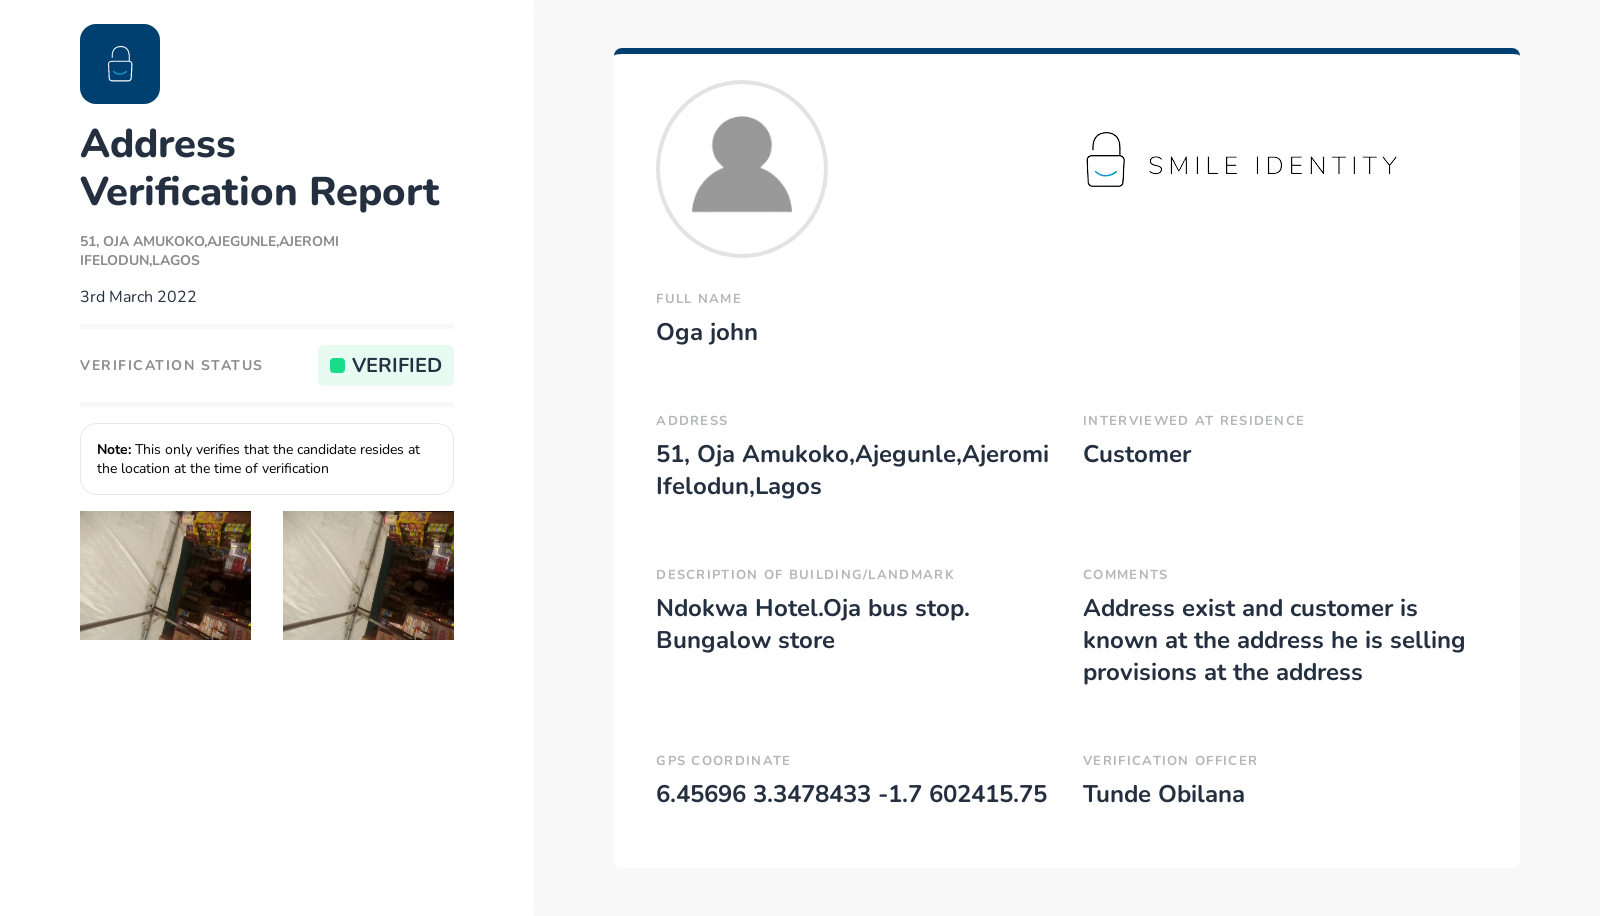 Address
Verification Report
51, OJA AMUKOKO,AJEGUNLE,AJEROMI
IFELODUN,LAGOS
3rd March 2022
VERIFICATION STATUS
VERIFIED
Note: This only verifies that the candidate resides at
the location at the time of verification
SMILE IDENTITY
FULL NAME
Oga john
ADDRESS
51, Oja Amukoko,Ajegunle,Ajeromi
Ifelodun,Lagos
INTERVIEWED AT RESIDENCE
Customer
DESCRIPTION OF BUILDING/LANDMARK
Ndokwa Hotel.Oja bus stop.
Bungalow store
COMMENTS
Address exist and customer is
known at the address he is selling
provisions at the address
GPS COORDINATE
6.45696 3.3478433 -1.7 602415.75
VERIFICATION OFFICER
Tunde Obilana